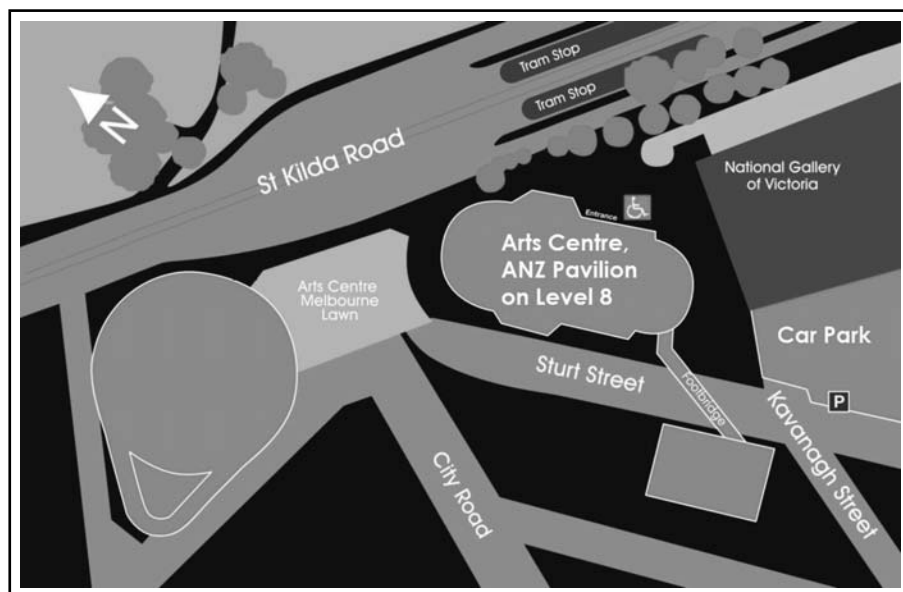 Tram Stop
Tram Stop
N
St Kilda Road
National Gallery
of Victoria
Entrance
Arts Centre,
ANZ Pavilion
on Level 8
Arts Centre
Melbourne
Lawn
Car Park
Sturt Street
Footbridge
P
Kavanagh Street
City Road